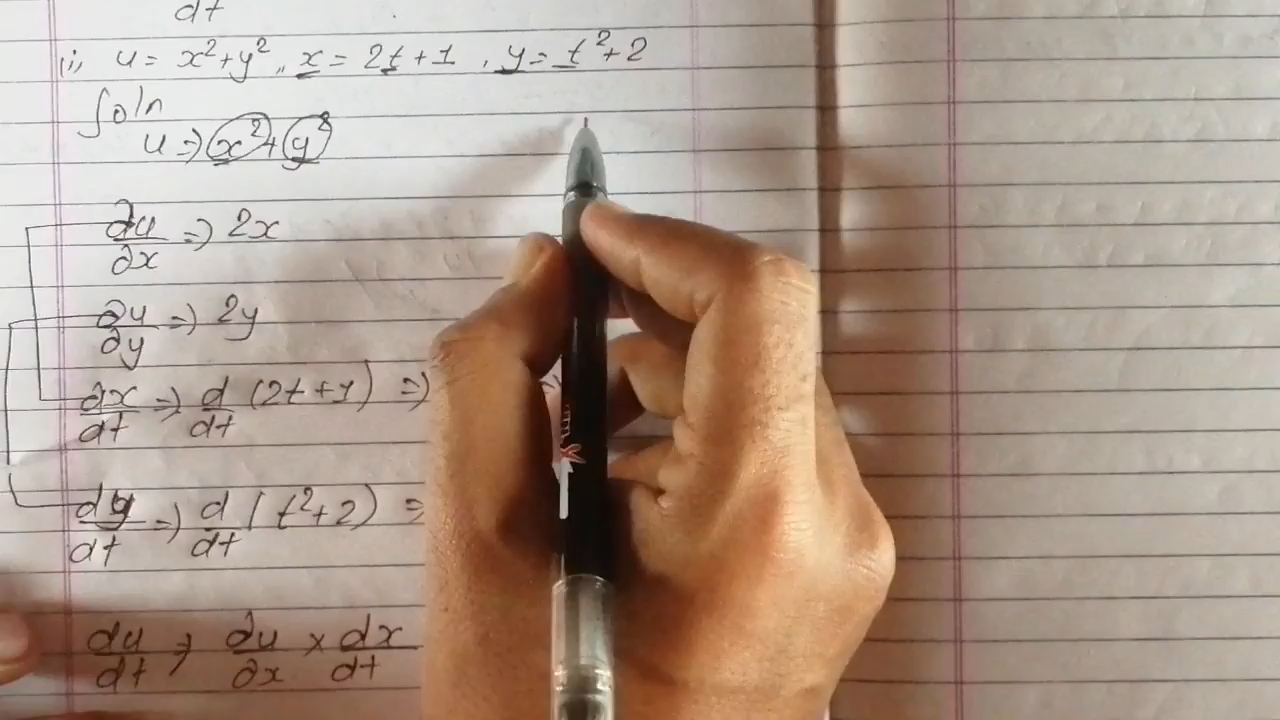 dt
ii, u = x²+y² ,, x = 2t+1 , y = t²+2
Soln
u ⇒ x²+y²
∂u/∂x ⇒ 2x
∂u/∂y ⇒ 2y
dx/dt ⇒ d/dt (2t+1) ⇒
dy/dt ⇒ d/dt (t²+2) ⇒
du/dt ⇒ ∂u/∂x × dx/dt